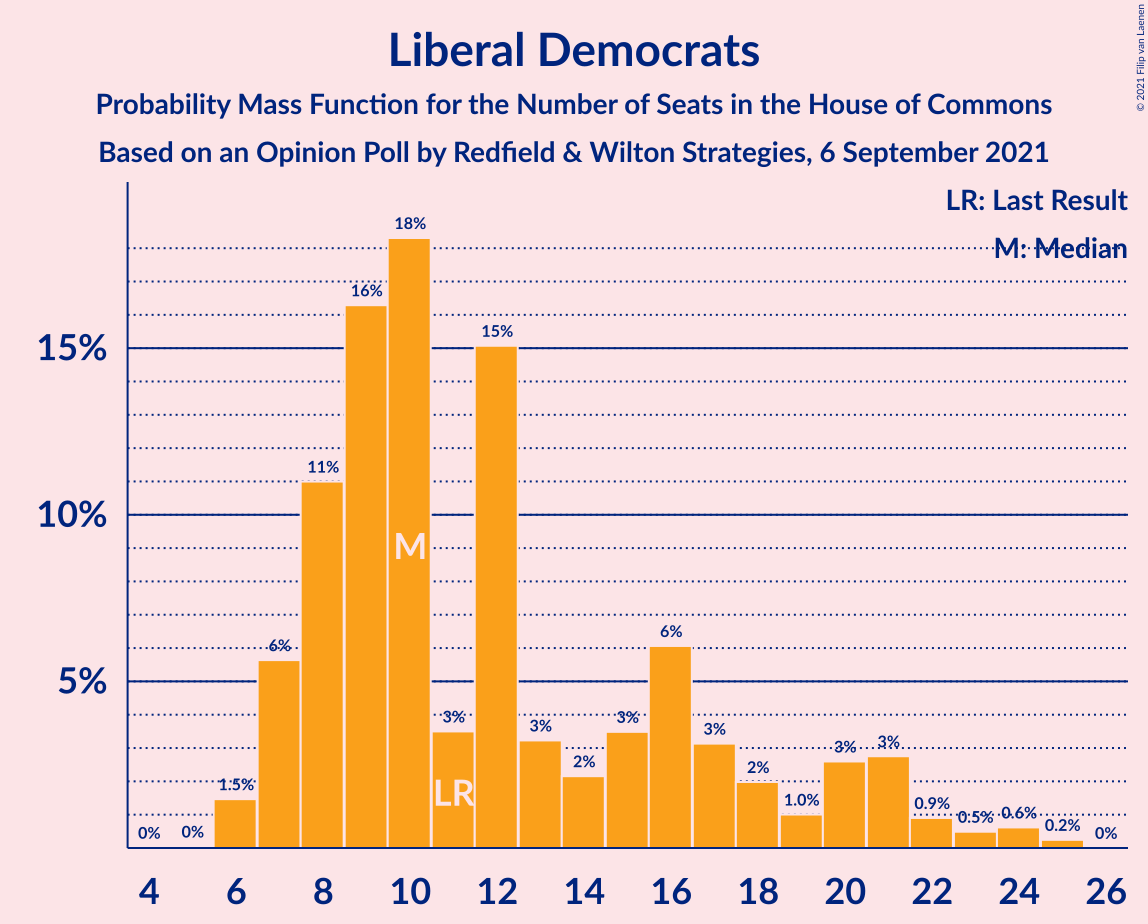 Liberal Democrats
Probability Mass Function for the Number of Seats in the House of Commons
Based on an Opinion Poll by Redfield & Wilton Strategies, 6 September 2021
© 2021 Filip van Laenen
LR: Last Result
M: Median
18%
16%
15%
15%
11%
10%
M
6%
6%
5%
3%
3%
3%
3%
3%
3%
2%
2%
1.5%
LR
1.0%
0.9%
0.5%
0.6%
0.2%
0%
0%
0%
4 6 8 10 12 14 16 18 20 22 24 26